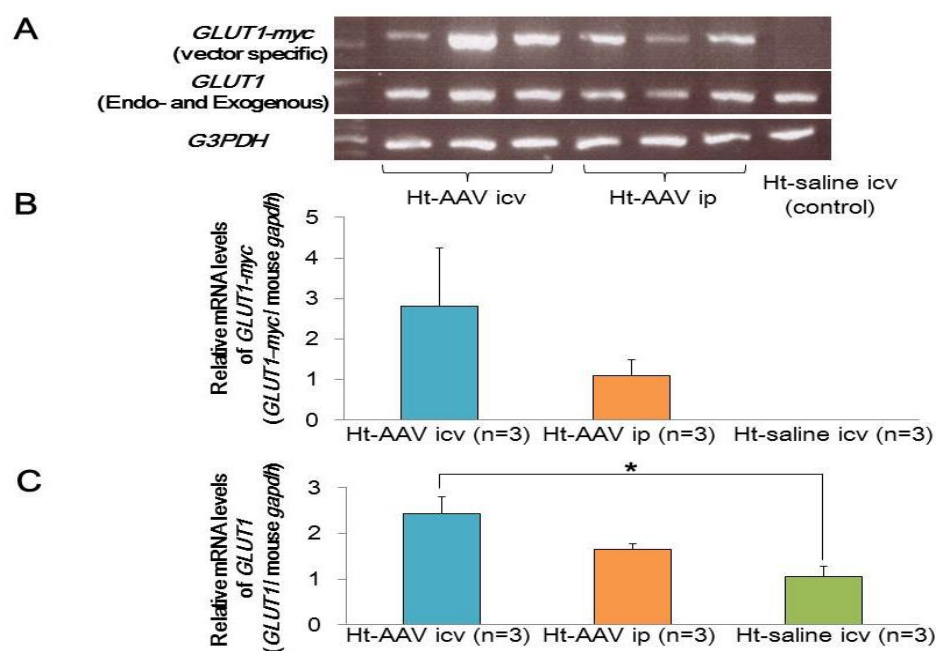 A
GLUT1-myc
(vector specific)
GLUT1
(Endo- and Exogenous)
G3PDH
Ht-AAV icv
Ht-AAV ip
Ht-saline icv
(control)
B
Relative mRNA levels
of GLUT1-myc
(GLUT1-myc/ mouse gapdh)
5
4
3
2
1
0
Ht-AAV icv (n=3)
Ht-AAV ip (n=3)
Ht-saline icv (n=3)
C
Relative mRNA levels
of GLUT1
(GLUT1/ mouse gapdh)
3
2
1
0
*
Ht-AAV icv (n=3)
Ht-AAV ip (n=3)
Ht-saline icv (n=3)